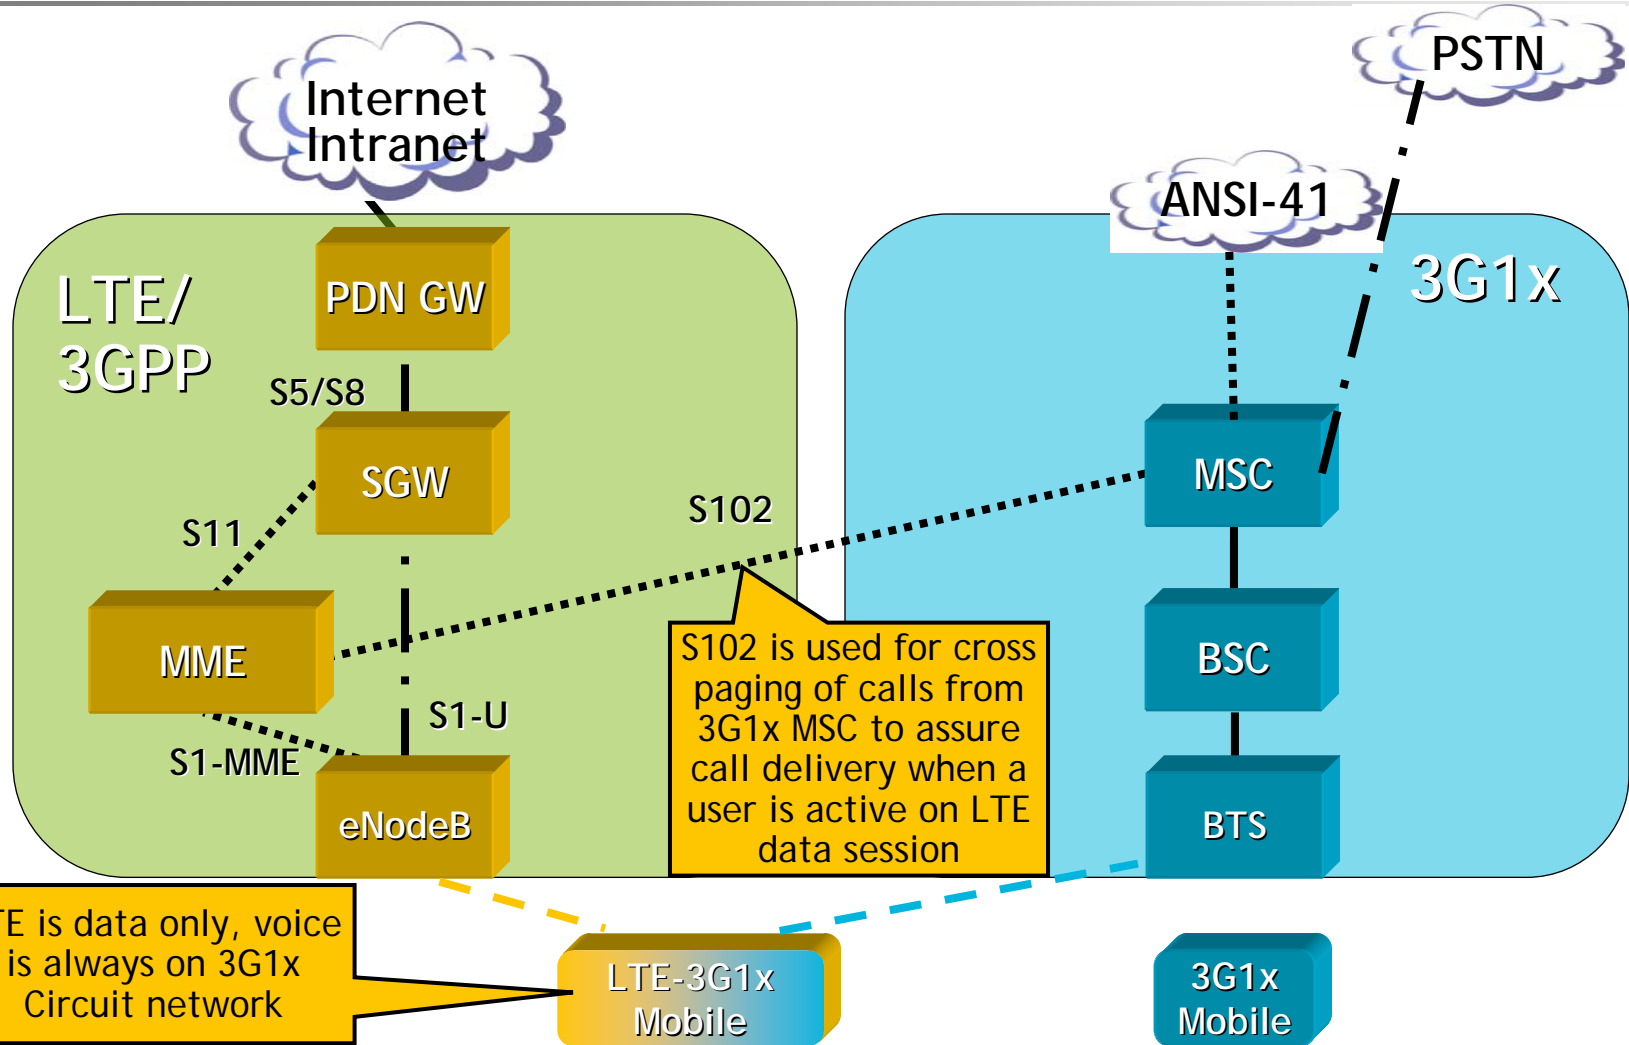 PSTN
Internet
Intranet
ANSI-41
LTE/
3GPP
3G1x
PDN GW
S5/S8
SGW
MSC
S102
S11
MME
S102 is used for cross
paging of calls from
3G1x MSC to assure
call delivery when a
user is active on LTE
data session
BSC
S1-U
S1-MME
eNodeB
BTS
TE is data only, voice
is always on 3G1x
Circuit network
LTE-3G1x
Mobile
3G1x
Mobile